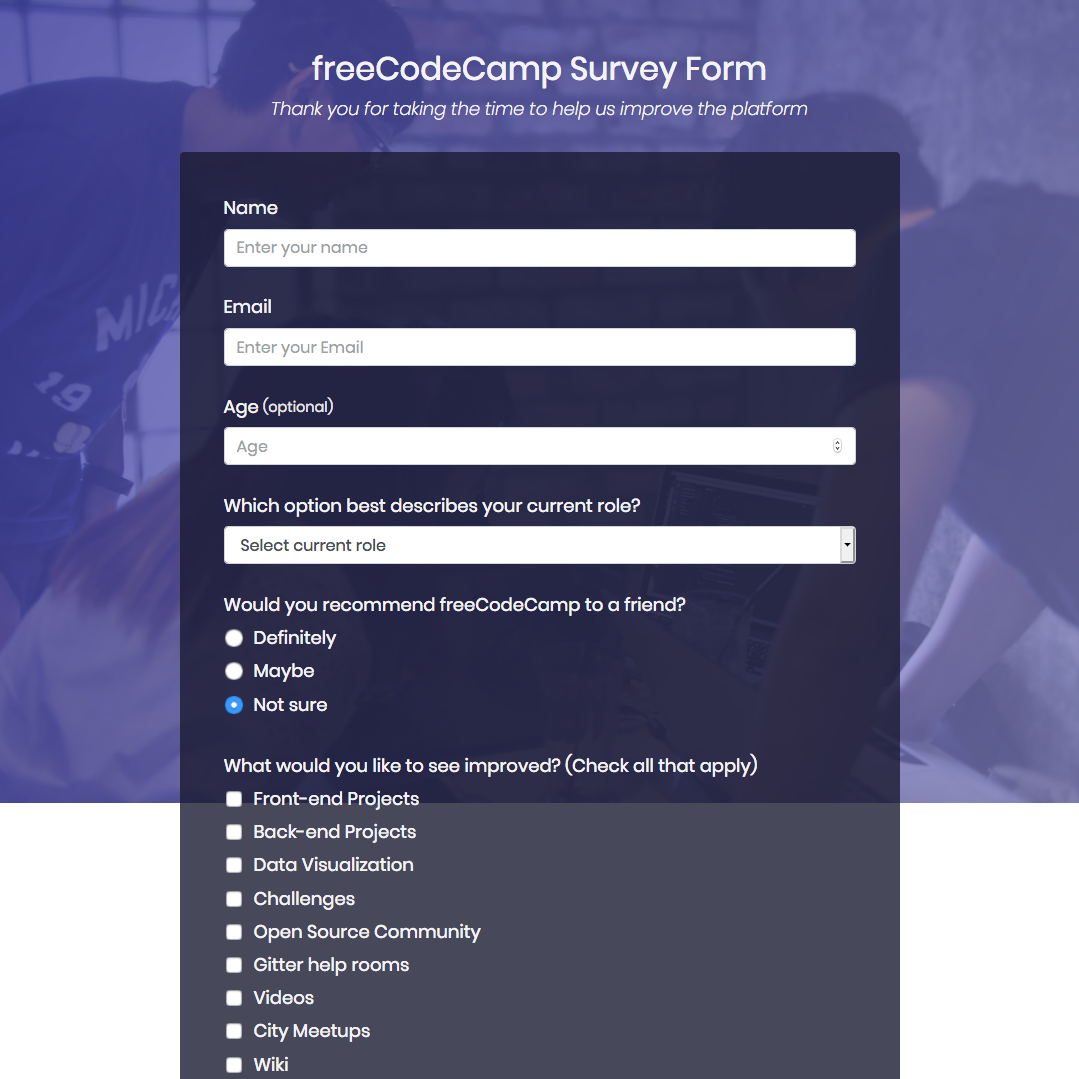 freeCodeCamp Survey Form
Thank you for taking the time to help us improve the platform
Name
Enter your name
Email
Enter your Email
Age (optional)
Age
Which option best describes your current role?
Select current role
Would you recommend freeCodeCamp to a friend?
Definitely
Maybe
Not sure
What would you like to see improved? (Check all that apply)
Front-end Projects
Back-end Projects
Data Visualization
Challenges
Open Source Community
Gitter help rooms
Videos
City Meetups
Wiki
MIC
19